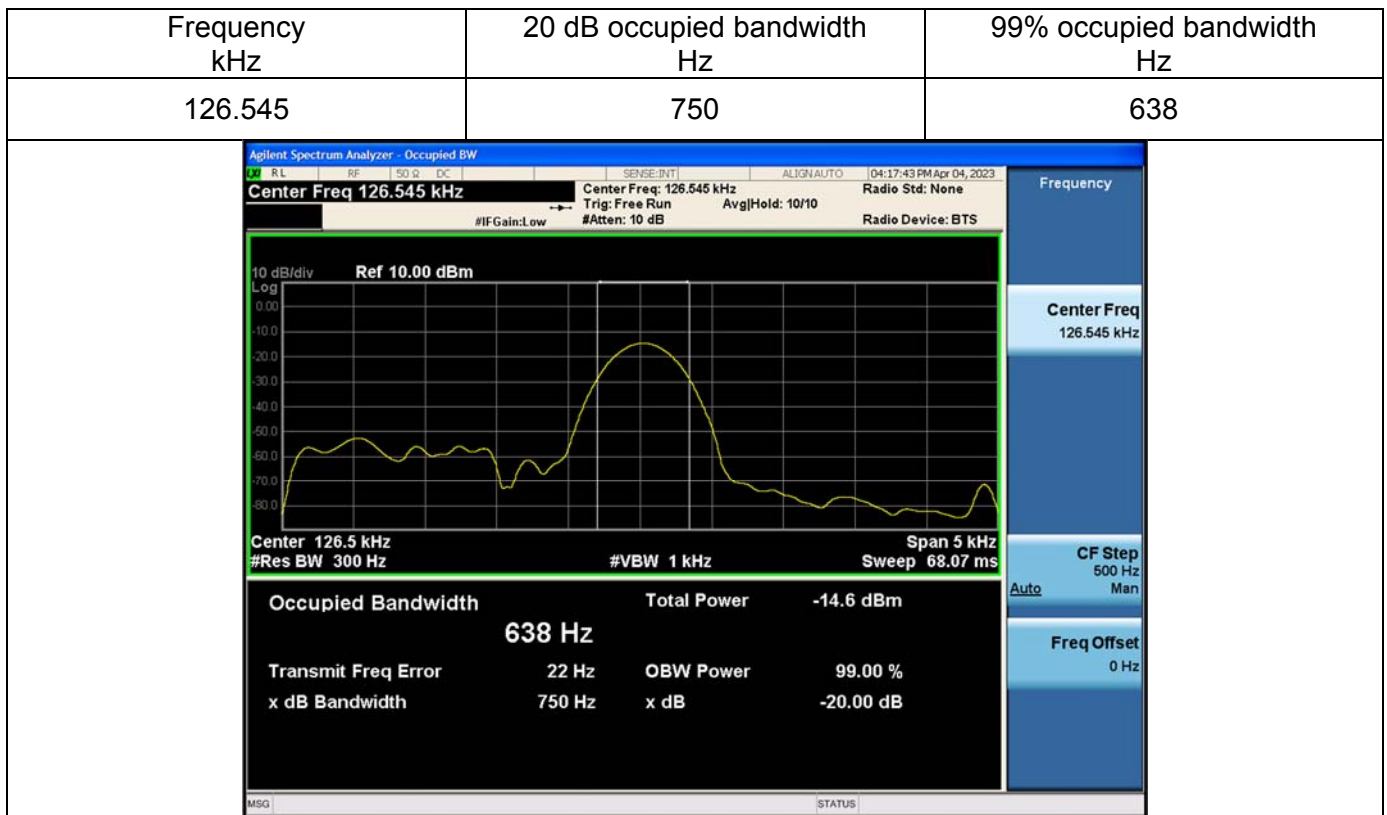 Frequency
kHz
20 dB occupied bandwidth
Hz
99% occupied bandwidth
Hz
126.545
750
638
Agilent Spectrum Analyzer - Occupied BW
LXI RL RF 50 Ω DC SENSE:INT ALIGNAUTO 04:17:43 PM Apr 04, 2023
Center Freq 126.545 kHz
Center Freq: 126.545 kHz
Radio Std: None
Trig: Free Run Avg|Hold: 10/10
#IFGain:Low
#Atten: 10 dB
Radio Device: BTS
10 dB/div Ref 10.00 dBm
Log
0.00
-10.0
-20.0
-30.0
-40.0
-50.0
-60.0
-70.0
-80.0
Center 126.5 kHz
Span 5 kHz
#Res BW 300 Hz
#VBW 1 kHz
Sweep 68.07 ms
Occupied Bandwidth
Total Power -14.6 dBm
638 Hz
Transmit Freq Error 22 Hz
OBW Power 99.00 %
x dB Bandwidth 750 Hz
x dB -20.00 dB
MSG
STATUS
Frequency
Center Freq
126.545 kHz
CF Step
500 Hz
Auto Man
Freq Offset
0 Hz